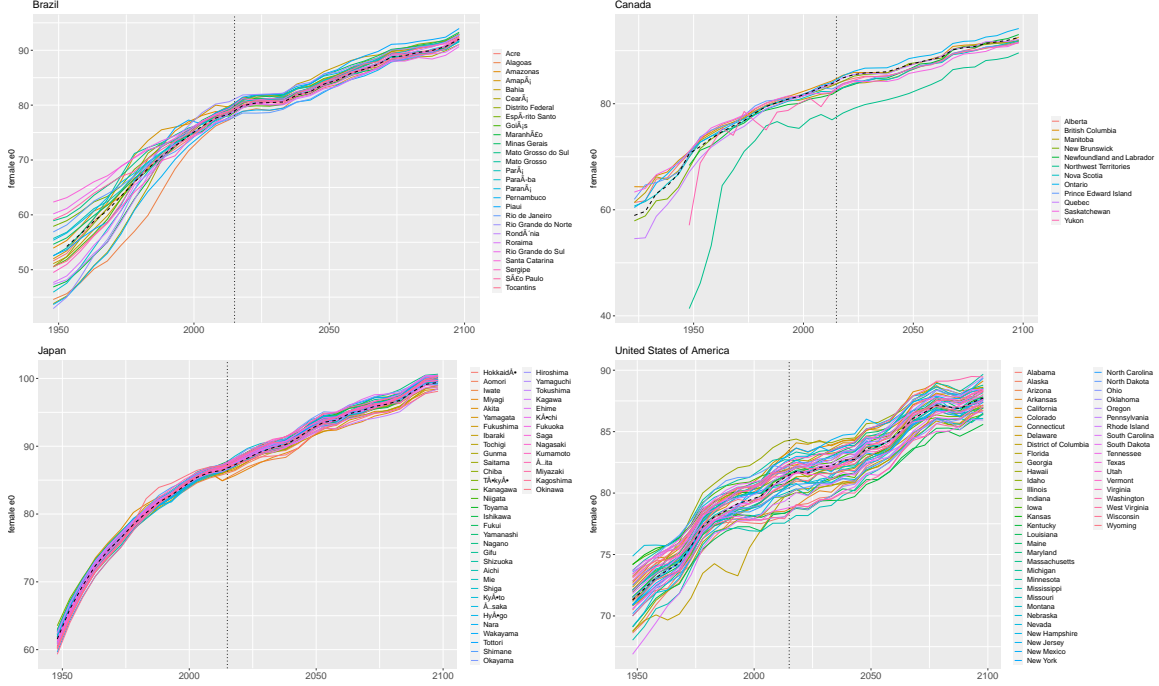 Brazil
female e0
90
80
70
60
50
1950
2000
2050
2100
Acre
Alagoas
Amazonas
AmapÃ¡
Bahia
CearÃ¡
Distrito Federal
EspÃ­rito Santo
GoiÃ¡s
MaranhÃ£o
Minas Gerais
Mato Grosso do Sul
Mato Grosso
ParÃ¡
ParaÃ­ba
ParanÃ¡
Pernambuco
Piaui
Rio de Janeiro
Rio Grande do Norte
RondÃ´nia
Roraima
Rio Grande do Sul
Santa Catarina
Sergipe
SÃ£o Paulo
Tocantins
Canada
female e0
80
60
40
1950
2000
2050
2100
Alberta
British Columbia
Manitoba
New Brunswick
Newfoundland and Labrador
Northwest Territories
Nova Scotia
Ontario
Prince Edward Island
Quebec
Saskatchewan
Yukon
Japan
female e0
100
90
80
70
60
1950
2000
2050
2100
HokkaidÅ•
Aomori
Iwate
Miyagi
Akita
Yamagata
Fukushima
Ibaraki
Tochigi
Gunma
Saitama
Chiba
TÅ•kyÅ•
Kanagawa
Niigata
Toyama
Ishikawa
Fukui
Yamanashi
Nagano
Gifu
Shizuoka
Aichi
Mie
Shiga
KyÅ•to
Å..saka
HyÅ•go
Nara
Wakayama
Tottori
Shimane
Okayama
Hiroshima
Yamaguchi
Tokushima
Kagawa
Ehime
KÅ•chi
Fukuoka
Saga
Nagasaki
Kumamoto
Å..ita
Miyazaki
Kagoshima
Okinawa
United States of America
female e0
90
85
80
75
70
1950
2000
2050
2100
Alabama
Alaska
Arizona
Arkansas
California
Colorado
Connecticut
Delaware
District of Columbia
Florida
Georgia
Hawaii
Idaho
Illinois
Indiana
Iowa
Kansas
Kentucky
Louisiana
Maine
Maryland
Massachusetts
Michigan
Minnesota
Mississippi
Missouri
Montana
Nebraska
Nevada
New Hampshire
New Jersey
New Mexico
New York
North Carolina
North Dakota
Ohio
Oklahoma
Oregon
Pennsylvania
Rhode Island
South Carolina
South Dakota
Tennessee
Texas
Utah
Vermont
Virginia
Washington
West Virginia
Wisconsin
Wyoming